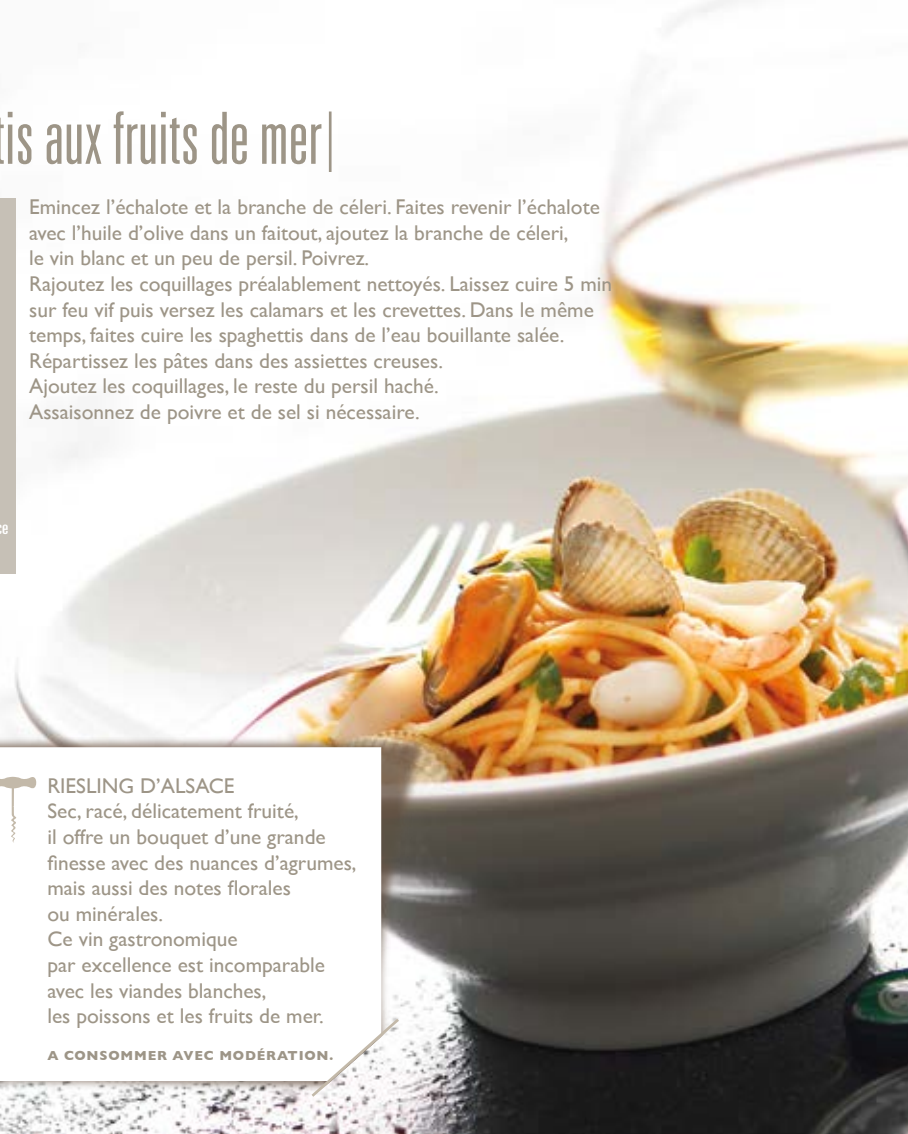 tis aux fruits de mer
Emincez l'échalote et la branche de céleri. Faites revenir l'échalote
avec l'huile d'olive dans un faitout, ajoutez la branche de céleri,
le vin blanc et un peu de persil. Poivrez.
Rajoutez les coquillages préalablement nettoyés. Laissez cuire 5 min
sur feu vif puis versez les calamars et les crevettes. Dans le même
temps, faites cuire les spaghettis dans de l'eau bouillante salée.
Répartissez les pâtes dans des assiettes creuses.
Ajoutez les coquillages, le reste du persil haché.
Assaisonnez de poivre et de sel si nécessaire.
RIESLING D'ALSACE
Sec, racé, délicatement fruité,
il offre un bouquet d'une grande
finesse avec des nuances d'agrumes,
mais aussi des notes florales
ou minérales.
Ce vin gastronomique
par excellence est incomparable
avec les viandes blanches,
les poissons et les fruits de mer.
A CONSOMMER AVEC MODÉRATION.